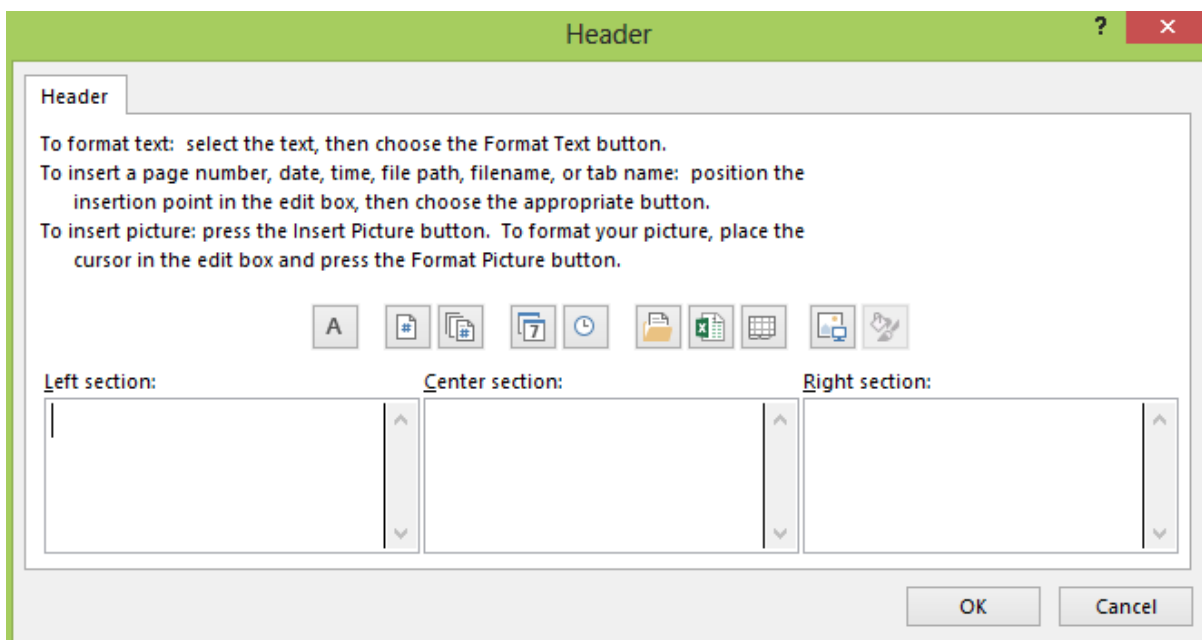 Header
?
Header
To format text:  select the text, then choose the Format Text button.
To insert a page number, date, time, file path, filename, or tab name:  position the
insertion point in the edit box, then choose the appropriate button.
To insert picture: press the Insert Picture button.  To format your picture, place the
cursor in the edit box and press the Format Picture button.
A # # 7 X
Left section: Center section: Right section:
OK Cancel